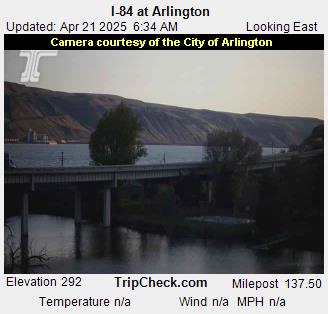 I-84 at Arlington
Updated: Apr 21 2025 6:34 AM Looking East
Camera courtesy of the City of Arlington
Elevation 292 TripCheck.com Milepost 137.50
Temperature n/a Wind n/a MPH n/a